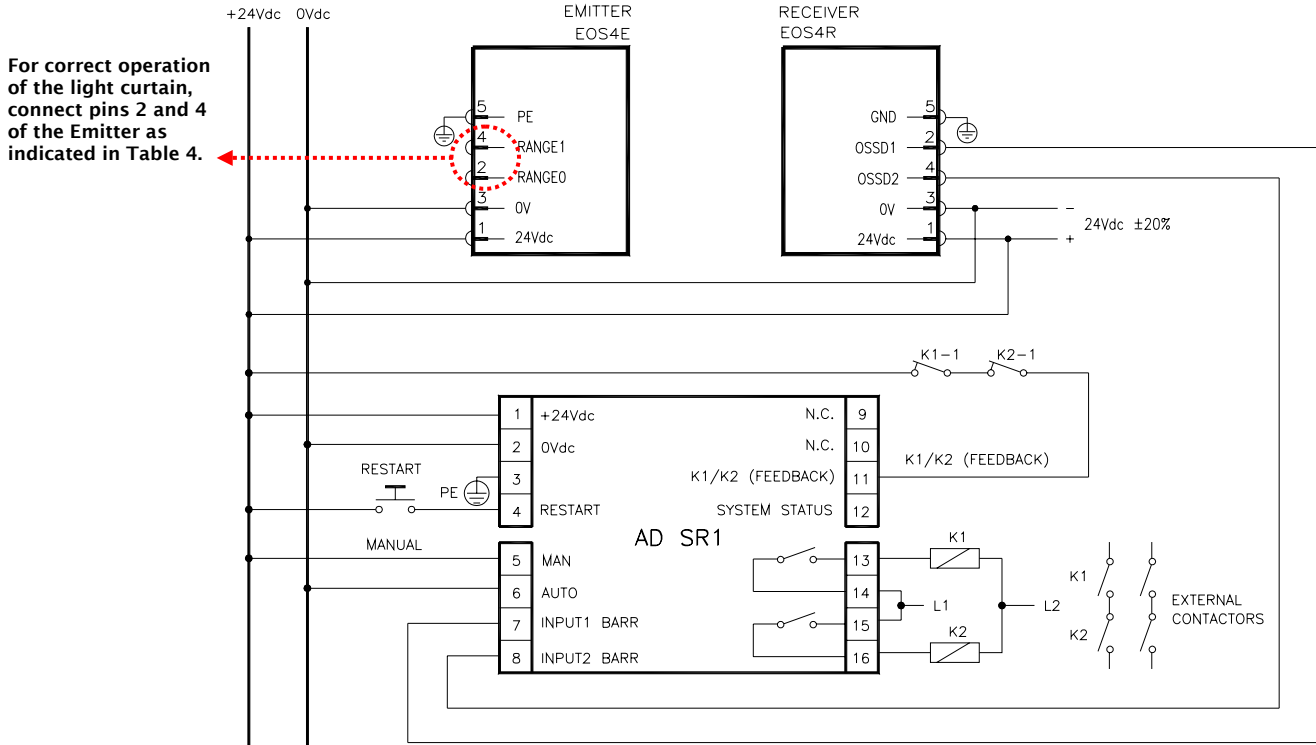 +24Vdc 0Vdc
EMITTER
EOS4E
RECEIVER
EOS4R
For correct operation
of the light curtain,
connect pins 2 and 4
of the Emitter as
indicated in Table 4.
5 PE
4 RANGE1
2 RANGE0
3 0V
1 24Vdc
GND 5
OSSD1 2
OSSD2 4
0V 3
24Vdc 1
–
24Vdc ±20%
+
K1-1 K2-1
1 +24Vdc
2 0Vdc
3
4 RESTART
RESTART
PE
N.C. 9
N.C. 10
K1/K2 (FEEDBACK) 11
SYSTEM STATUS 12
K1/K2 (FEEDBACK)
AD SR1
MANUAL
5 MAN
6 AUTO
7 INPUT1 BARR
8 INPUT2 BARR
13
14
15
16
K1
L1
L2
K2
K1
K2
EXTERNAL
CONTACTORS